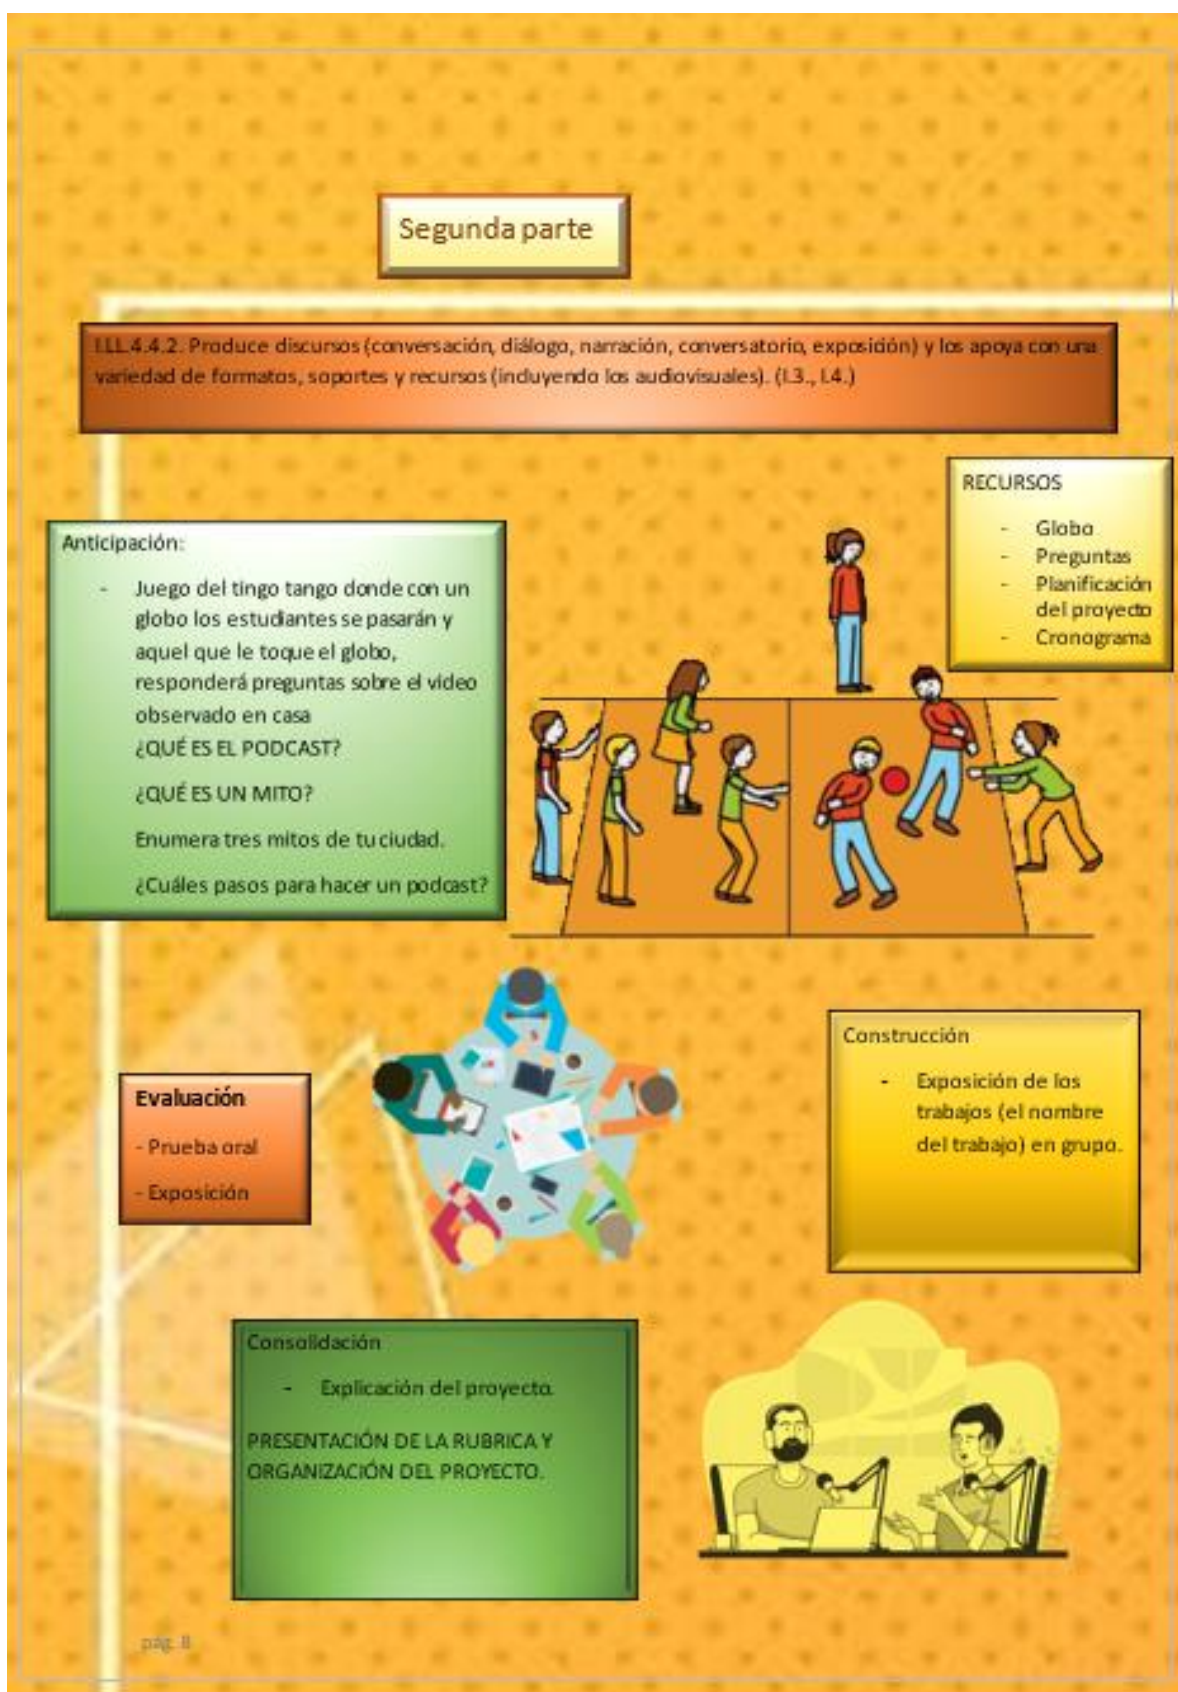 Segunda parte
I.LL.4.4.2. Produce discursos (conversación, diálogo, narración, conversatorio, exposición) y los apoya con una
variedad de formatos, soportes y recursos (incluyendo los audiovisuales). (I.3., I.4.)
RECURSOS
- Globo
- Preguntas
- Planificación
del proyecto
- Cronograma
Anticipación:
- Juego del tingo tango donde con un
globo los estudiantes se pasarán y
aquel que le toque el globo,
responderá preguntas sobre el video
observado en casa
¿QUÉ ES EL PODCAST?
¿QUÉ ES UN MITO?
Enumera tres mitos de tu ciudad.
¿Cuáles pasos para hacer un podcast?
Construcción
- Exposición de los
trabajos (el nombre
del trabajo) en grupo.
Evaluación
- Prueba oral
- Exposición
Consolidación
- Explicación del proyecto.
PRESENTACIÓN DE LA RUBRICA Y
ORGANIZACIÓN DEL PROYECTO.
pág. 8